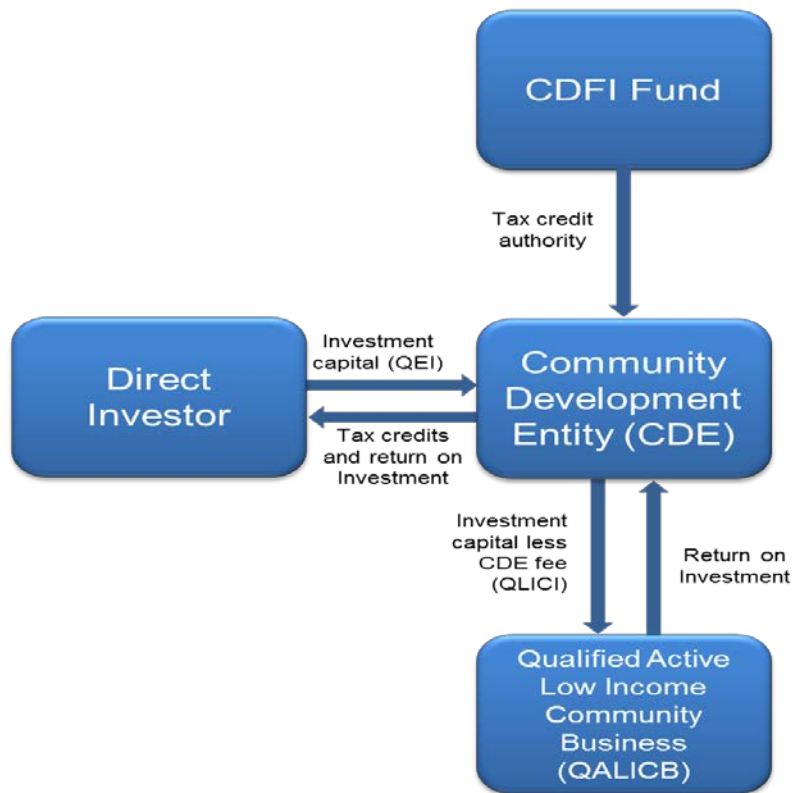 CDFI Fund
Tax credit
authority
Direct
Investor
Investment
capital (QEI)
Tax credits
and return on
Investment
Community
Development
Entity (CDE)
Investment
capital less
CDE fee
(QLICI)
Return on
Investment
Qualified Active
Low Income
Community
Business
(QALICB)